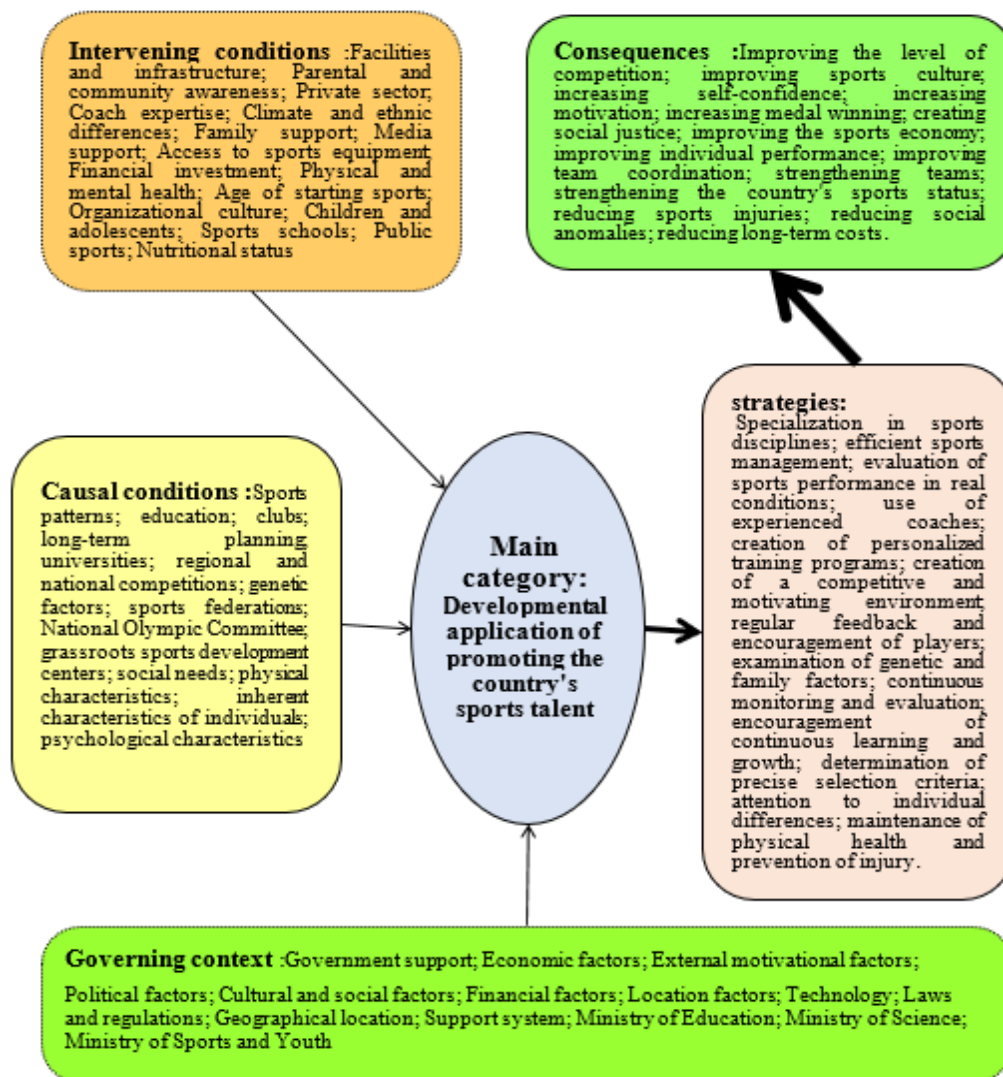 Intervening conditions :Facilities
and infrastructure; Parental and
community awareness; Private sector;
Coach expertise; Climate and ethnic
differences; Family support; Media
support; Access to sports equipment
Financial investment; Physical and
mental health; Age of starting sports;
Organizational culture; Children and
adolescents; Sports schools; Public
sports; Nutritional status
Consequences :Improving the level of
competition; improving sports culture;
increasing self-confidence; increasing
motivation; increasing medal winning; creating
social justice; improving the sports economy;
improving individual performance; improving
team coordination; strengthening teams;
strengthening the country's sports status;
reducing sports injuries; reducing social
anomalies; reducing long-term costs.
Causal conditions :Sports
patterns; education; clubs;
long-term planning
universities; regional and
national competitions; genetic
factors; sports federations;
National Olympic Committee;
grassroots sports development
centers; social needs; physical
characteristics; inherent
characteristics of individuals;
psychological characteristics
Main
category:
Developmental
application of
promoting the
country's
sports talent
strategies:
Specialization in sports
disciplines; efficient sports
management; evaluation of
sports performance in real
conditions; use of
experienced coaches;
creation of personalized
training programs; creation
of a competitive and
motivating environment
regular feedback and
encouragement of players;
examination of genetic and
family factors; continuous
monitoring and evaluation;
encouragement of
continuous learning and
growth; determination of
precise selection criteria;
attention to individual
differences; maintenance of
physical health and
prevention of injury.
Governing context :Government support; Economic factors; External motivational factors;
Political factors; Cultural and social factors; Financial factors; Location factors; Technology; Laws
and regulations; Geographical location; Support system; Ministry of Education; Ministry of Science;
Ministry of Sports and Youth